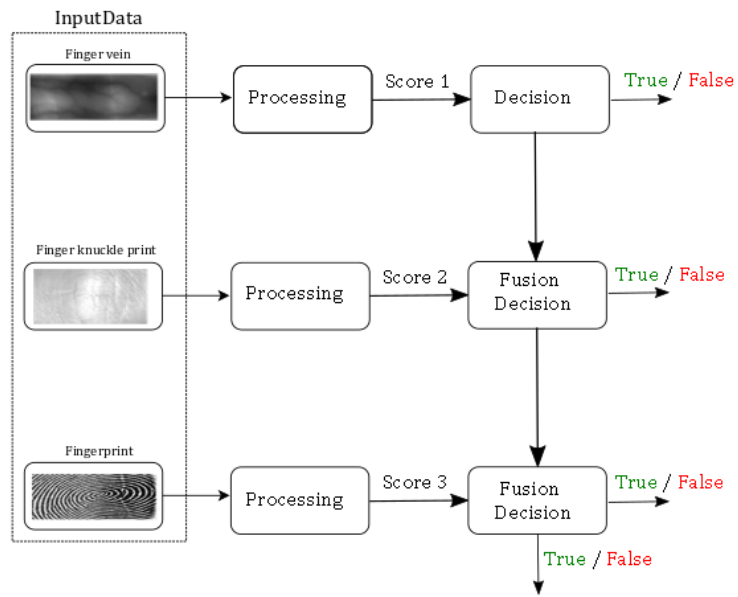 InputData
Finger vein
Processing
Score 1
Decision
True / False
Finger knuckle print
Processing
Score 2
Fusion
Decision
True / False
Fingerprint
Processing
Score 3
Fusion
Decision
True / False
True / False